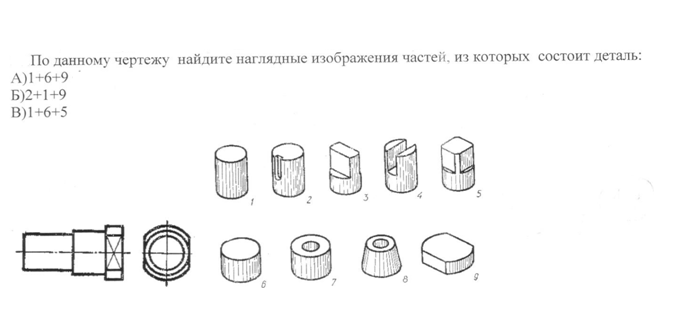 По данному чертежу найдите наглядные изображения частей, из которых состоит деталь:
А)1+6+9
Б)2+1+9
В)1+6+5
1 2 3 4 5
6 7 8 9